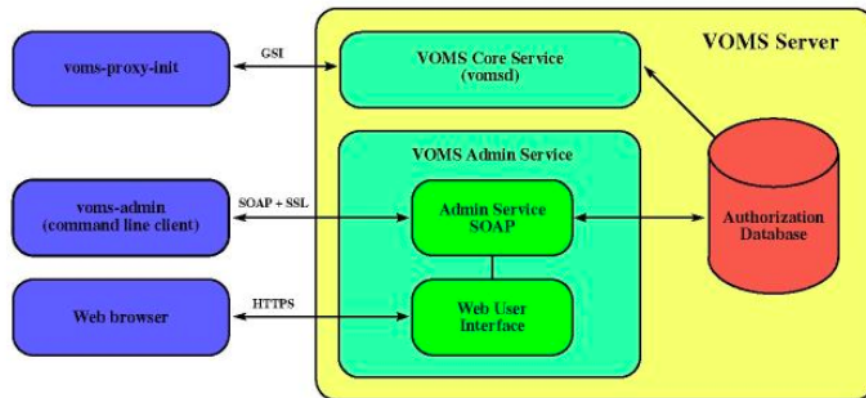 VOMS Server
voms-proxy-init
GSI
VOMS Core Service
(vomsd)
VOMS Admin Service
voms-admin
(command line client)
SOAP + SSL
Admin Service
SOAP
Authorization
Database
Web browser
HTTPS
Web User
Interface